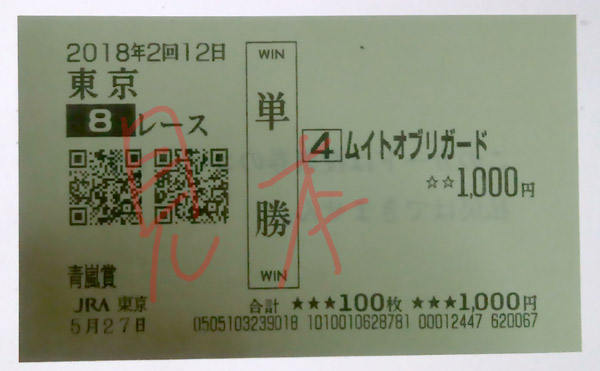 2018年2回12日
東京
8レース
青嵐賞
JRA 東京
5月27日
WIN
単勝
WIN
4 ムイトオブリガード
☆☆1,000円
合計 ★★★100枚 ★★★1,000円
0505103239018 1010010628781 00012447 620067
見本